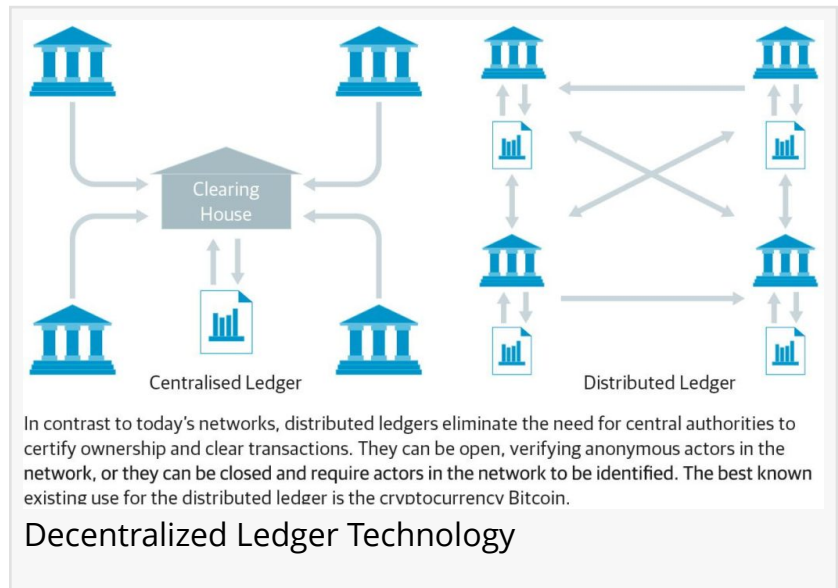 Clearing
House
Centralised Ledger
Distributed Ledger
In contrast to today's networks, distributed ledgers eliminate the need for central authorities to
certify ownership and clear transactions. They can be open, verifying anonymous actors in the
network, or they can be closed and require actors in the network to be identified. The best known
existing use for the distributed ledger is the cryptocurrency Bitcoin.
Decentralized Ledger Technology